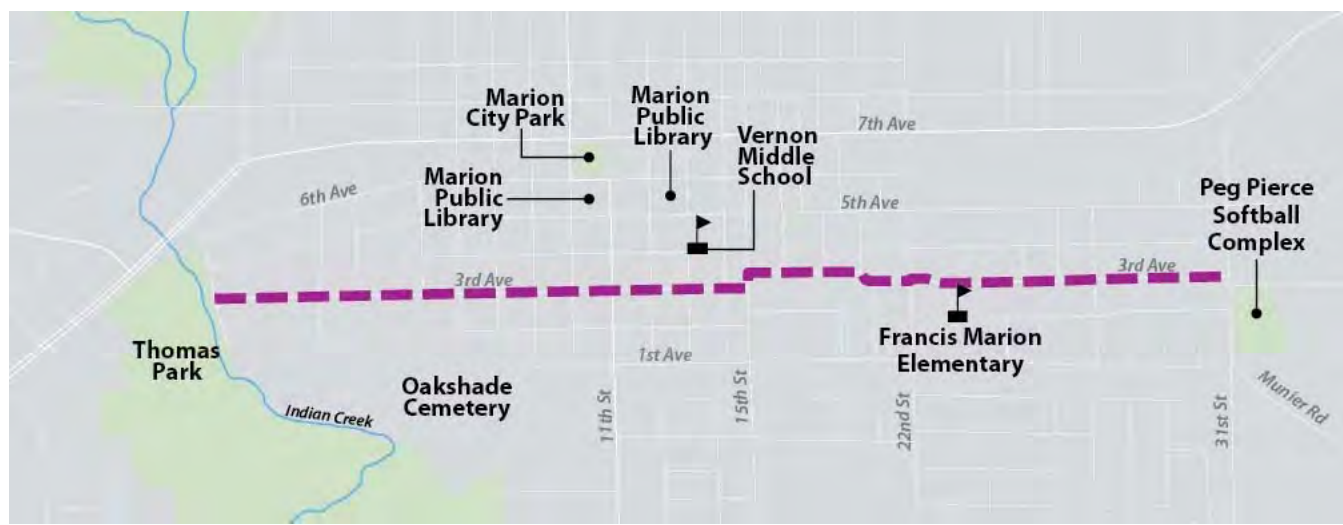 Marion
City Park
Marion
Public
Library
Vernon
Middle
School
7th Ave
Marion
Public
Library
6th Ave
5th Ave
Peg Pierce
Softball
Complex
3rd Ave
3rd Ave
Thomas
Park
1st Ave
Francis Marion
Elementary
Oakshade
Cemetery
Indian Creek
11th St
15th St
22nd St
31st St
Munier Rd